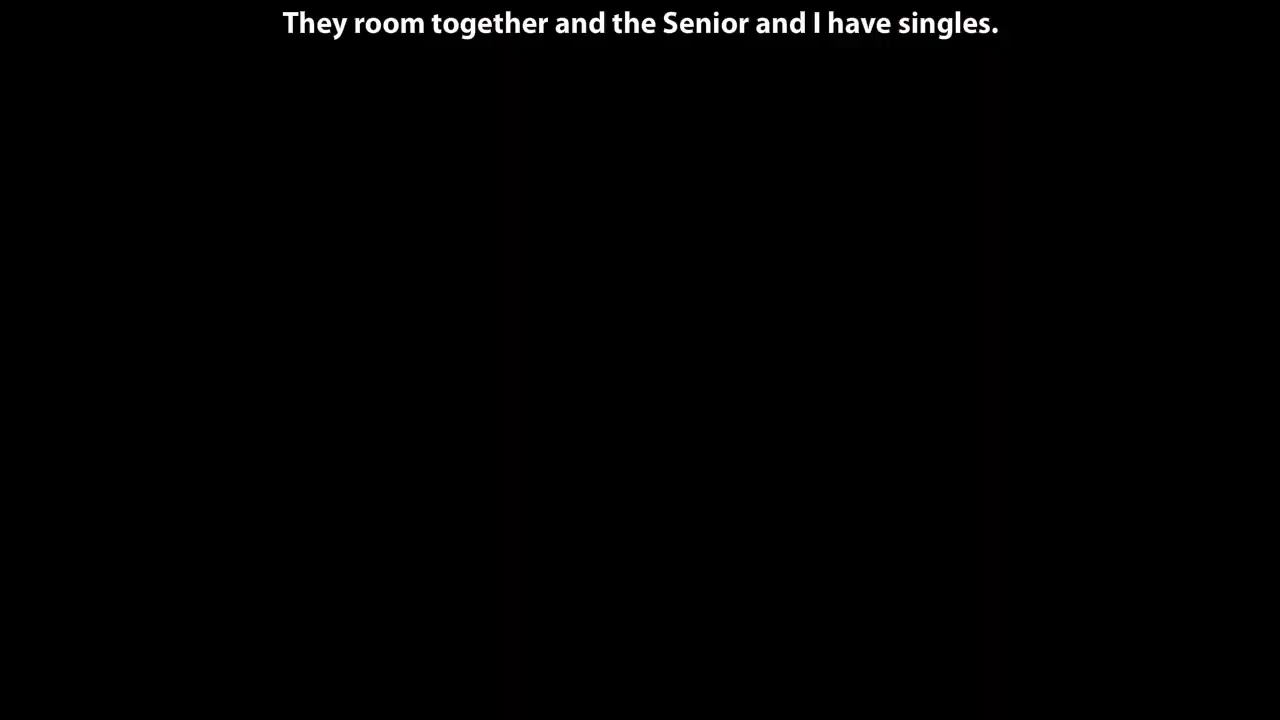 They room together and the Senior and I have singles.